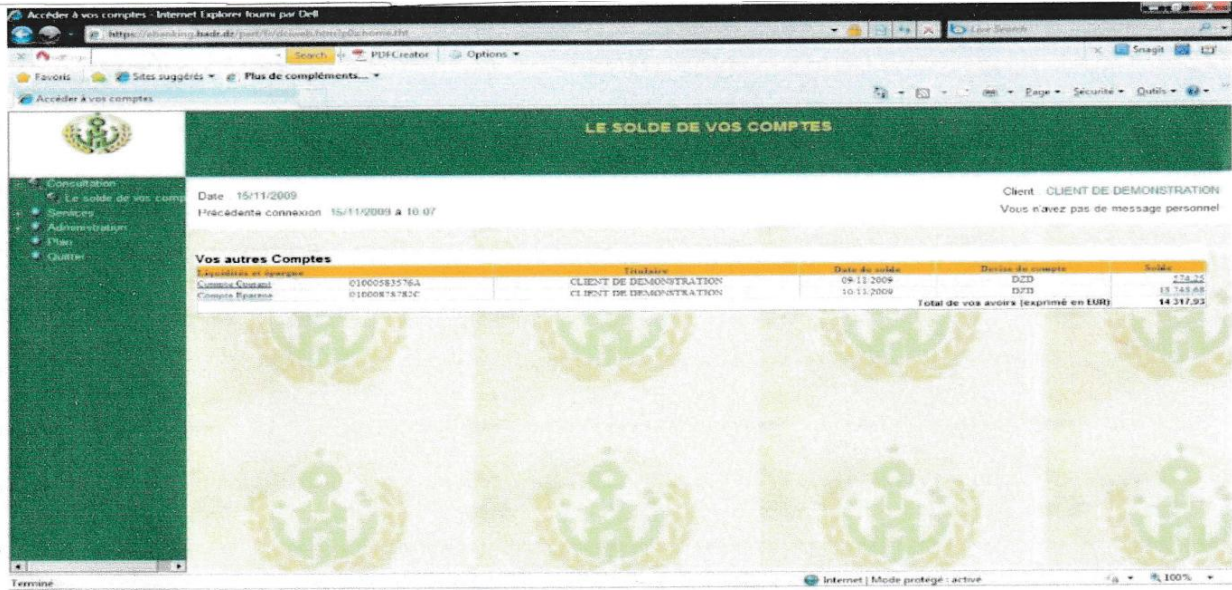 Accéder à vos comptes - Internet Explorer fourni par Dell
Live Search
Search PDFCreator Options
Snagit
Favoris Sites suggérés Plus de compléments...
Accéder à vos comptes
Page Sécurité Outils
LE SOLDE DE VOS COMPTES
Consultation
Le solde de vos comp
Services
Administration
Plan
Quitter
Date 15/11/2009
Précédente connexion 15/11/2009 à 10:07
Client CLIENT DE DEMONSTRATION
Vous n'avez pas de message personnel
Vos autres Comptes
Liquidités et épargne Titulaire Date de solde Devise du compte Solde
Compte Courant 01000583576A CLIENT DE DEMONSTRATION 09-11-2009 DZD 574,25
Compte Epargne 01000878782C CLIENT DE DEMONSTRATION 10-11-2009 DZD
Total de vos avoirs (exprimé en EUR) 14 317,93
Terminé
Internet | Mode protégé : activé
100%